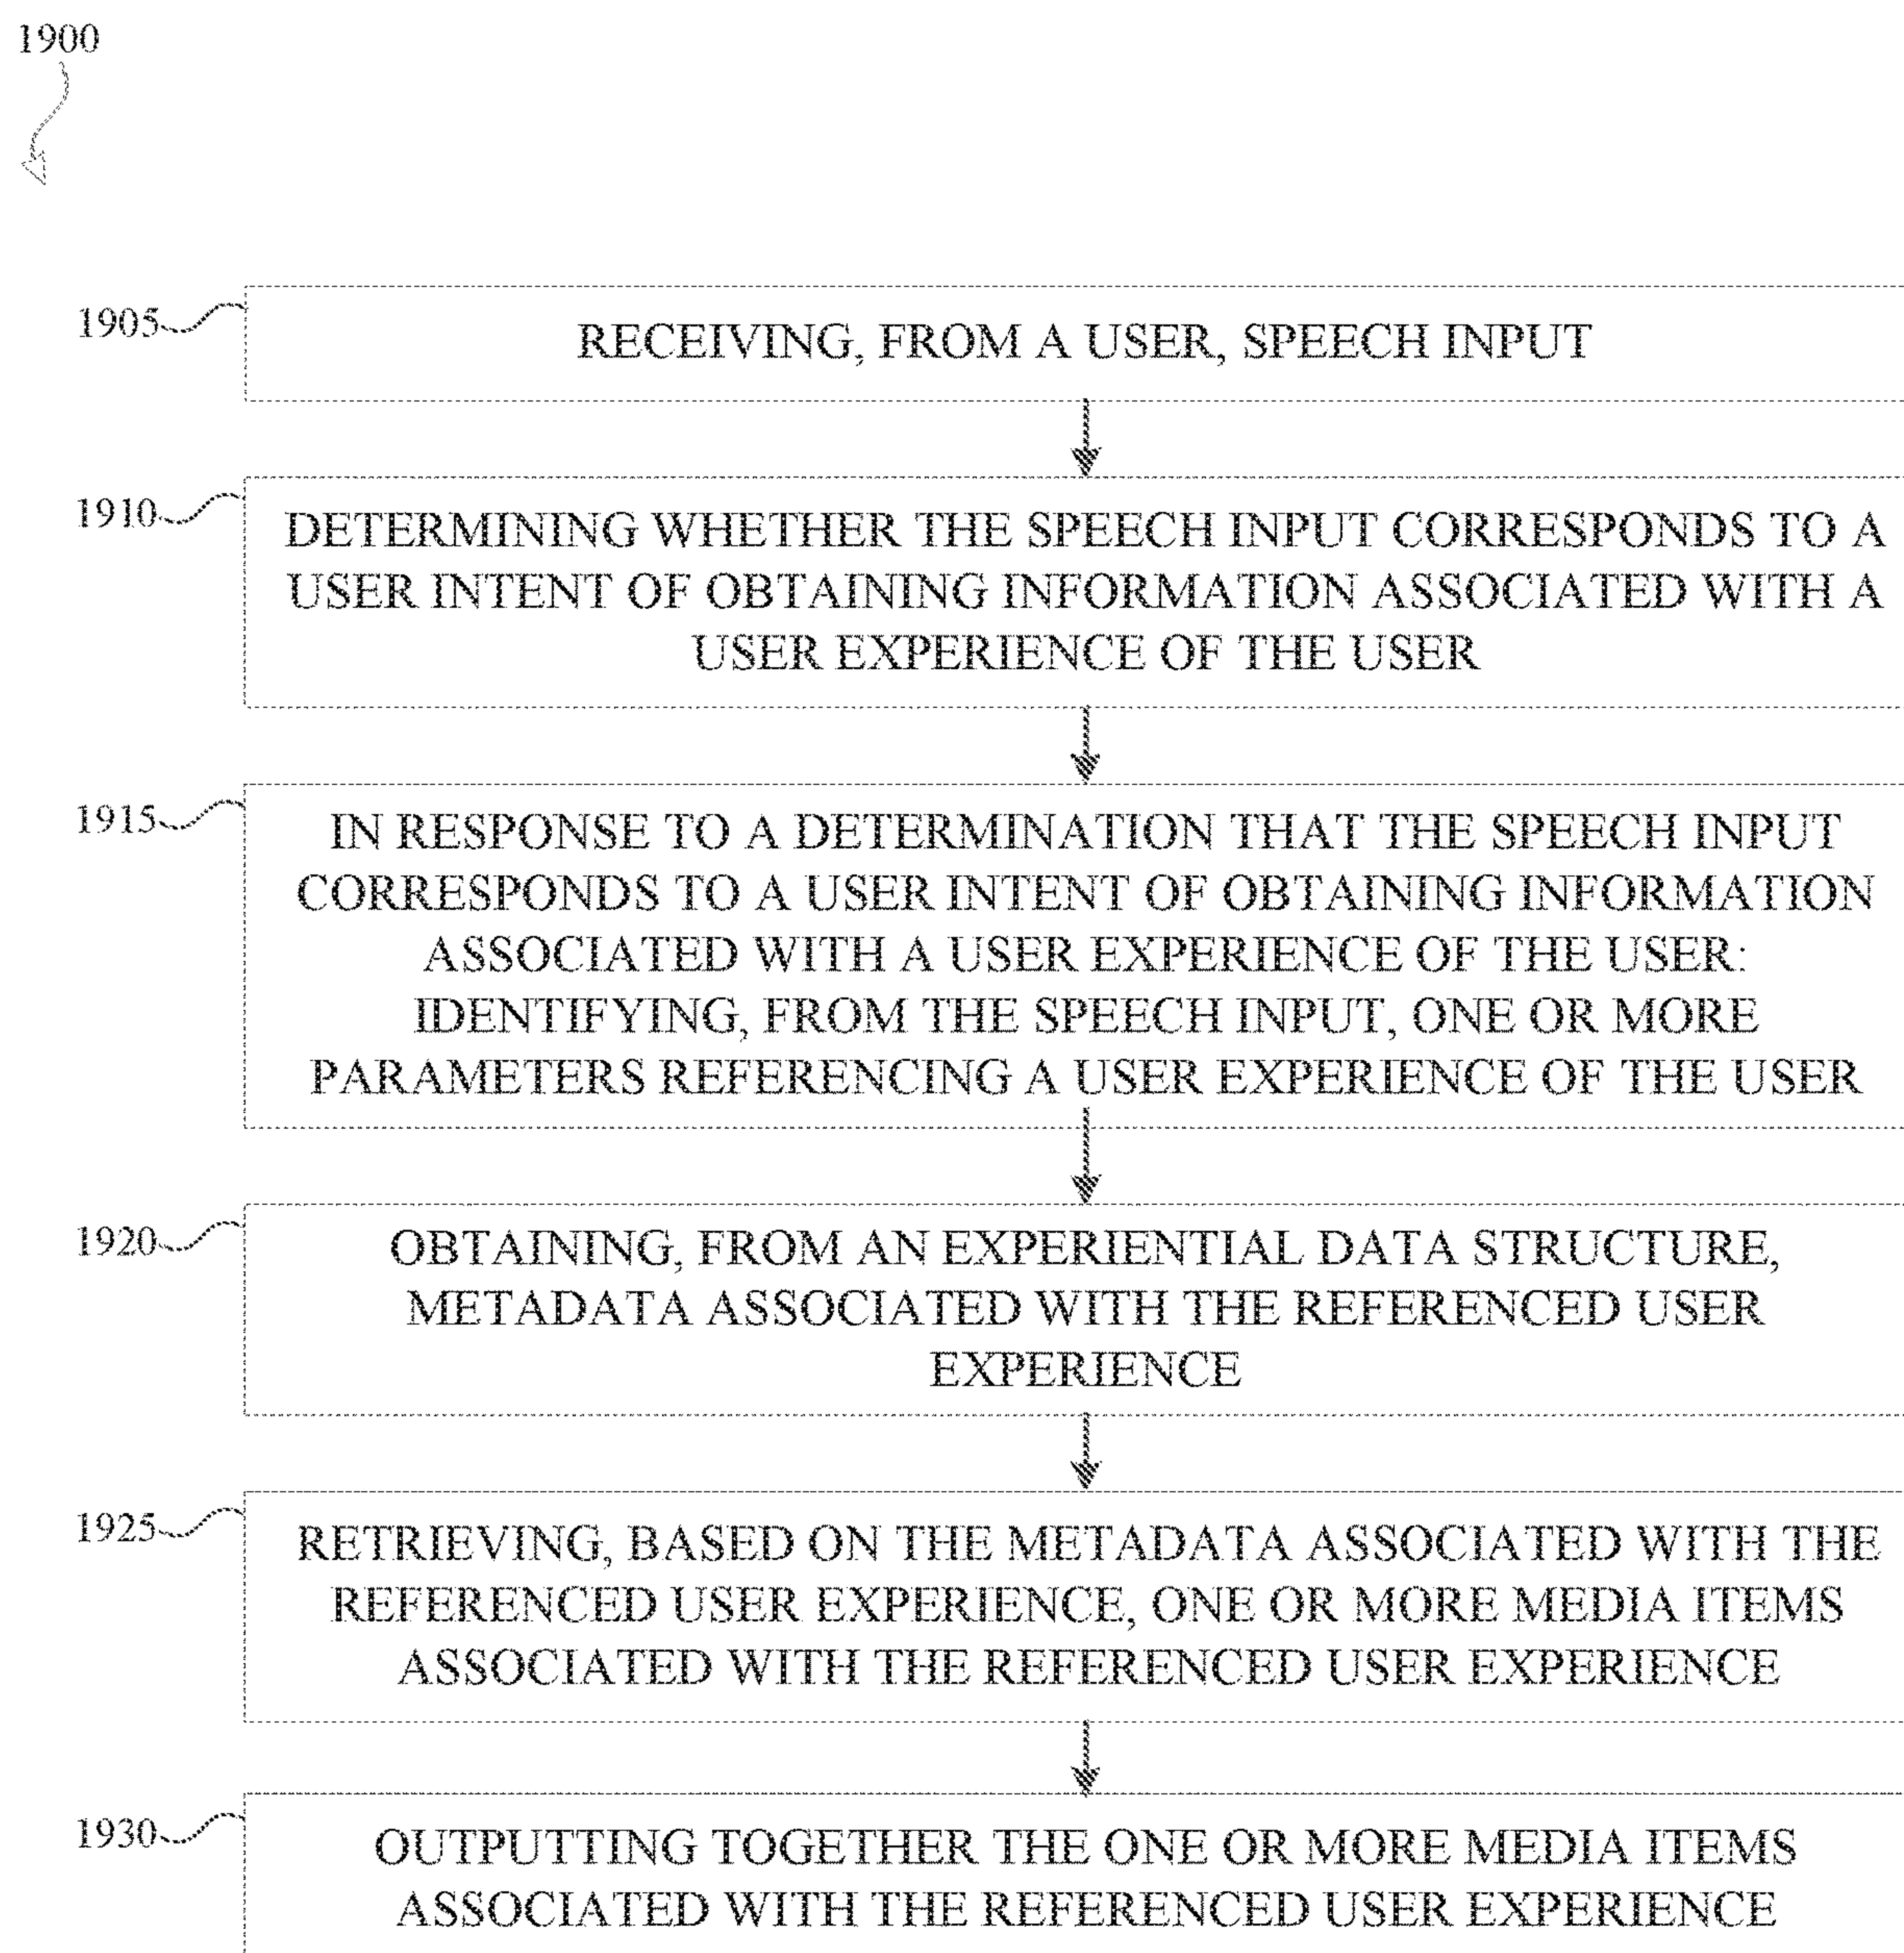 1900
1905
RECEIVING, FROM A USER, SPEECH INPUT
1910
DETERMINING WHETHER THE SPEECH INPUT CORRESPONDS TO A
USER INTENT OF OBTAINING INFORMATION ASSOCIATED WITH A
USER EXPERIENCE OF THE USER
1915
IN RESPONSE TO A DETERMINATION THAT THE SPEECH INPUT
CORRESPONDS TO A USER INTENT OF OBTAINING INFORMATION
ASSOCIATED WITH A USER EXPERIENCE OF THE USER:
IDENTIFYING, FROM THE SPEECH INPUT, ONE OR MORE
PARAMETERS REFERENCING A USER EXPERIENCE OF THE USER
1920
OBTAINING, FROM AN EXPERIENTIAL DATA STRUCTURE,
METADATA ASSOCIATED WITH THE REFERENCED USER
EXPERIENCE
1925
RETRIEVING, BASED ON THE METADATA ASSOCIATED WITH THE
REFERENCED USER EXPERIENCE, ONE OR MORE MEDIA ITEMS
ASSOCIATED WITH THE REFERENCED USER EXPERIENCE
1930
OUTPUTTING TOGETHER THE ONE OR MORE MEDIA ITEMS
ASSOCIATED WITH THE REFERENCED USER EXPERIENCE